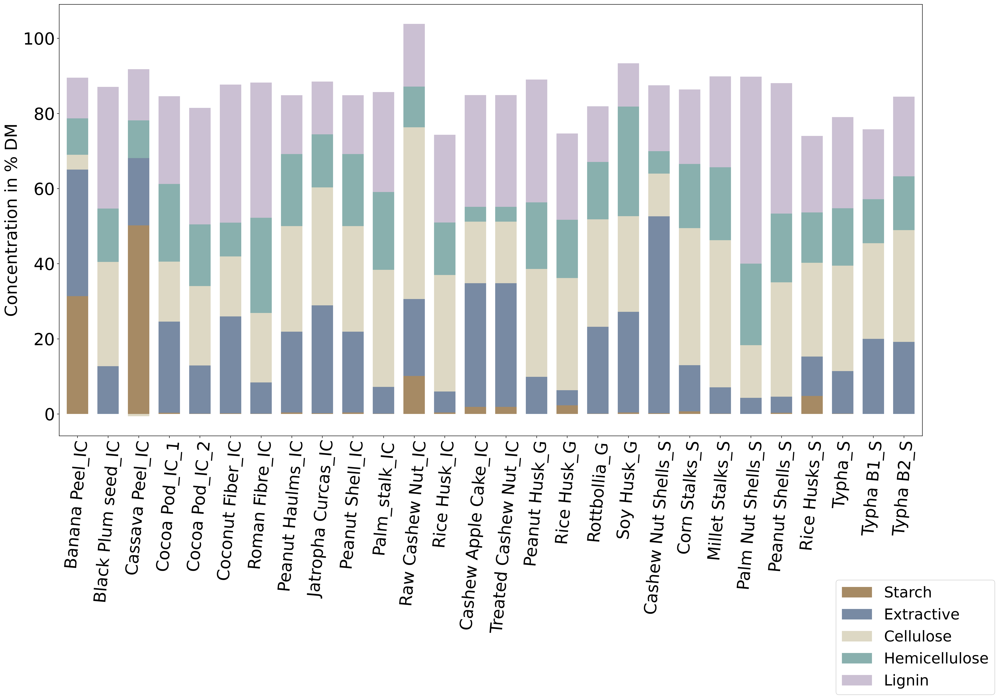 Concentration in % DM
100
80
60
40
20
0
Banana Peel_IC
Black Plum seed_IC
Cassava Peel_IC
Cocoa Pod_IC_1
Cocoa Pod_IC_2
Coconut Fiber_IC
Roman Fibre_IC
Peanut Haulms_IC
Jatropha Curcas_IC
Peanut Shell_IC
Palm_stalk_IC
Raw Cashew Nut_IC
Rice Husk_IC
Cashew Apple Cake_IC
Treated Cashew Nut_IC
Peanut Husk_G
Rice Husk_G
Rottbollia_G
Soy Husk_G
Cashew Nut Shells_S
Corn Stalks_S
Millet Stalks_S
Palm Nut Shells_S
Peanut Shells_S
Rice Husks_S
Typha_S
Typha B1_S
Typha B2_S
Starch
Extractive
Cellulose
Hemicellulose
Lignin